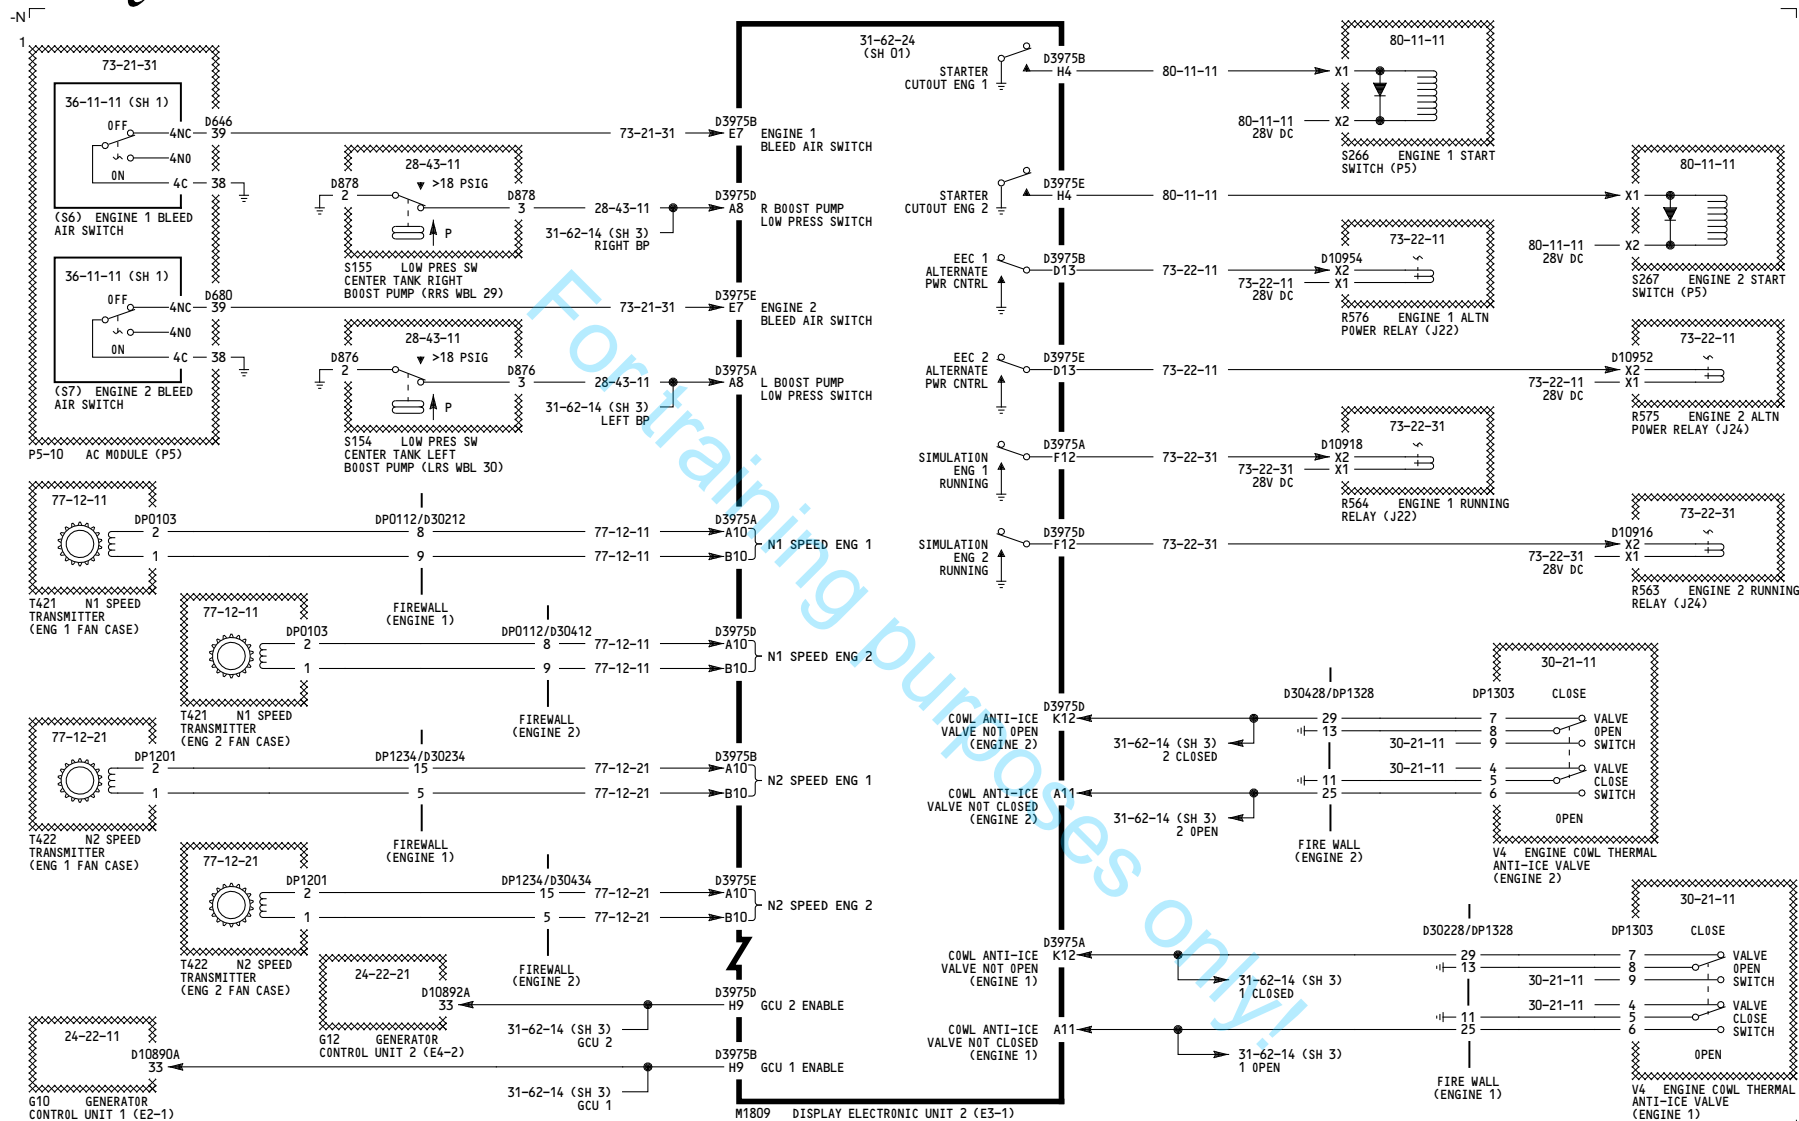 -N
1
73-21-31
36-11-11 (SH 1)
OFF
4NC
D646
39
4NO
ON
4C
38
(S6) ENGINE 1 BLEED
AIR SWITCH
36-11-11 (SH 1)
OFF
4NC
D680
39
4NO
ON
4C
38
(S7) ENGINE 2 BLEED
AIR SWITCH
P5-10 AC MODULE (P5)
73-21-31
D3975B
E7
ENGINE 1
BLEED AIR SWITCH
28-43-11
>18 PSIG
D878
2
D878
3
P
S155 LOW PRES SW
CENTER TANK RIGHT
BOOST PUMP (RRS WBL 29)
28-43-11
31-62-14 (SH 3)
RIGHT BP
D3975D
A8
R BOOST PUMP
LOW PRESS SWITCH
73-21-31
D3975E
E7
ENGINE 2
BLEED AIR SWITCH
28-43-11
>18 PSIG
D876
2
D876
3
P
S154 LOW PRES SW
CENTER TANK LEFT
BOOST PUMP (LRS WBL 30)
28-43-11
31-62-14 (SH 3)
LEFT BP
D3975A
A8
L BOOST PUMP
LOW PRESS SWITCH
77-12-11
DP0103
2
1
T421 N1 SPEED
TRANSMITTER
(ENG 1 FAN CASE)
DP0112/D30212
8
9
FIREWALL
(ENGINE 1)
77-12-11
77-12-11
D3975A
A10
B10
N1 SPEED ENG 1
77-12-11
DP0103
2
1
T421 N1 SPEED
TRANSMITTER
(ENG 2 FAN CASE)
DP0112/D30412
8
9
FIREWALL
(ENGINE 2)
77-12-11
77-12-11
D3975D
A10
B10
N1 SPEED ENG 2
77-12-21
DP1201
2
1
T422 N2 SPEED
TRANSMITTER
(ENG 1 FAN CASE)
DP1234/D30234
15
5
FIREWALL
(ENGINE 1)
77-12-21
77-12-21
D3975B
A10
B10
N2 SPEED ENG 1
77-12-21
DP1201
2
1
T422 N2 SPEED
TRANSMITTER
(ENG 2 FAN CASE)
DP1234/D30434
15
5
FIREWALL
(ENGINE 2)
77-12-21
77-12-21
D3975E
A10
B10
N2 SPEED ENG 2
24-22-21
D10892A
33
G12 GENERATOR
CONTROL UNIT 2 (E4-2)
31-62-14 (SH 3)
GCU 2
D3975D
H9
GCU 2 ENABLE
24-22-11
D10890A
33
G10 GENERATOR
CONTROL UNIT 1 (E2-1)
31-62-14 (SH 3)
GCU 1
D3975B
H9
GCU 1 ENABLE
M1809 DISPLAY ELECTRONIC UNIT 2 (E3-1)
31-62-24
(SH 01)
STARTER
CUTOUT ENG 1
D3975B
H4
80-11-11
80-11-11
X1
X2
80-11-11
28V DC
S266 ENGINE 1 START
SWITCH (P5)
STARTER
CUTOUT ENG 2
D3975E
H4
80-11-11
80-11-11
X1
X2
80-11-11
28V DC
S267 ENGINE 2 START
SWITCH (P5)
EEC 1
ALTERNATE
PWR CNTRL
D3975B
D13
73-22-11
73-22-11
D10954
X2
X1
73-22-11
28V DC
R576 ENGINE 1 ALTN
POWER RELAY (J22)
EEC 2
ALTERNATE
PWR CNTRL
D3975E
D13
73-22-11
73-22-11
D10952
X2
X1
73-22-11
28V DC
R575 ENGINE 2 ALTN
POWER RELAY (J24)
SIMULATION
ENG 1
RUNNING
D3975A
F12
73-22-31
73-22-31
D10918
X2
X1
73-22-31
28V DC
R564 ENGINE 1 RUNNING
RELAY (J22)
SIMULATION
ENG 2
RUNNING
D3975D
F12
73-22-31
73-22-31
D10916
X2
X1
73-22-31
28V DC
R563 ENGINE 2 RUNNING
RELAY (J24)
COWL ANTI-ICE
VALVE NOT OPEN
(ENGINE 2)
D3975D
K12
31-62-14 (SH 3)
2 CLOSED
COWL ANTI-ICE
VALVE NOT CLOSED
(ENGINE 2)
A11
31-62-14 (SH 3)
2 OPEN
D30428/DP1328
29
13
11
25
FIRE WALL
(ENGINE 2)
30-21-11
30-21-11
30-21-11
DP1303
CLOSE
7
8
9
4
5
6
VALVE
OPEN
SWITCH
VALVE
CLOSE
SWITCH
OPEN
V4 ENGINE COWL THERMAL
ANTI-ICE VALVE
(ENGINE 2)
COWL ANTI-ICE
VALVE NOT OPEN
(ENGINE 1)
D3975A
K12
31-62-14 (SH 3)
1 CLOSED
COWL ANTI-ICE
VALVE NOT CLOSED
(ENGINE 1)
A11
31-62-14 (SH 3)
1 OPEN
D30228/DP1328
29
13
11
25
FIRE WALL
(ENGINE 1)
30-21-11
30-21-11
30-21-11
DP1303
CLOSE
7
8
9
4
5
6
VALVE
OPEN
SWITCH
VALVE
CLOSE
SWITCH
OPEN
V4 ENGINE COWL THERMAL
ANTI-ICE VALVE
(ENGINE 1)
For training purposes only!